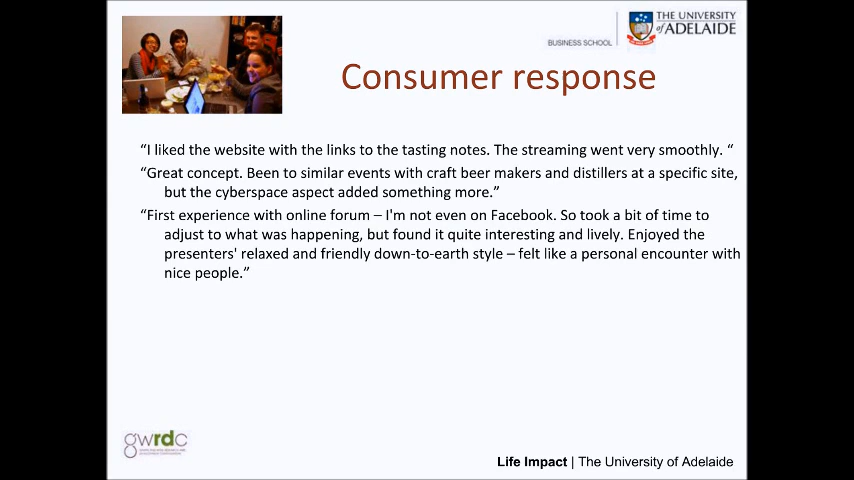 THE UNIVERSITY
of ADELAIDE
BUSINESS SCHOOL
Consumer response
“I liked the website with the links to the tasting notes. The streaming went very smoothly. “
“Great concept. Been to similar events with craft beer makers and distillers at a specific site,
but the cyberspace aspect added something more.”
“First experience with online forum – I'm not even on Facebook. So took a bit of time to
adjust to what was happening, but found it quite interesting and lively. Enjoyed the
presenters' relaxed and friendly down-to-earth style – felt like a personal encounter with
nice people.”
gwrdc
Life Impact | The University of Adelaide